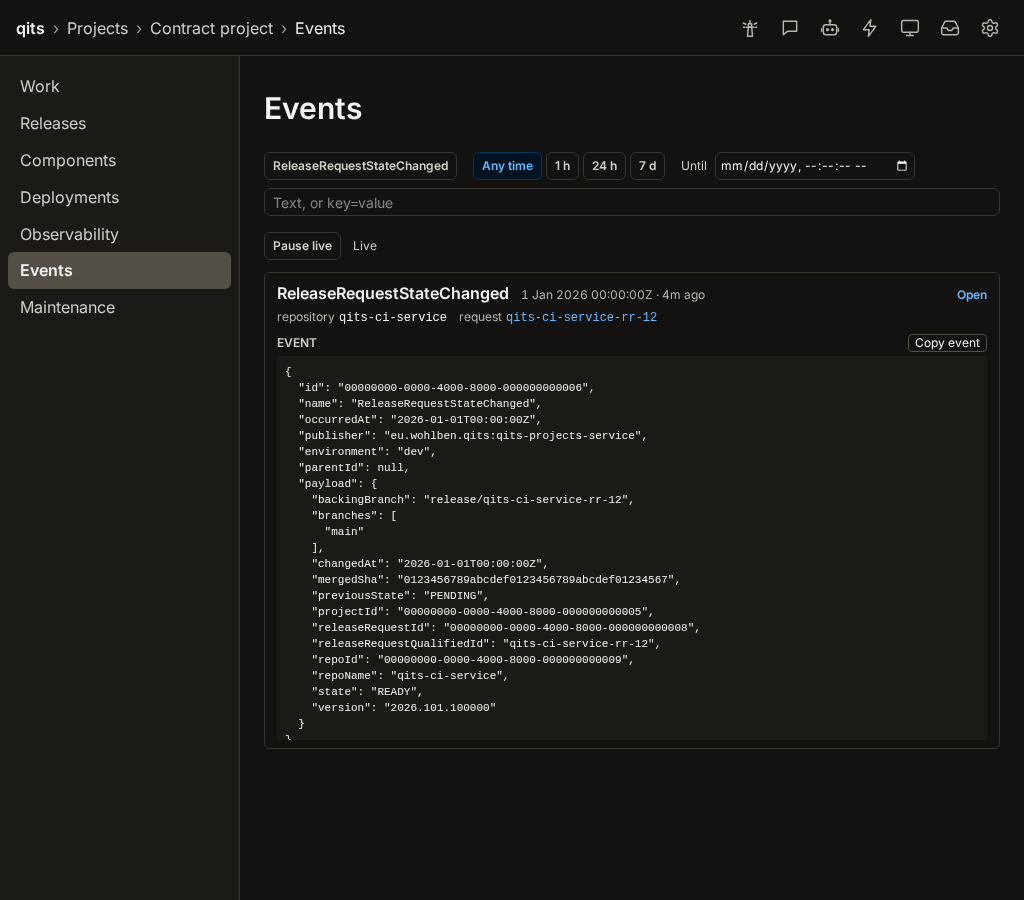 qits › Projects › Contract project › Events
Work
Releases
Components
Deployments
Observability
Events
Maintenance
Events
ReleaseRequestStateChanged Any time 1 h 24 h 7 d Until mm/dd/yyyy, --:--:-- --
Text, or key=value
Pause live Live
ReleaseRequestStateChanged 1 Jan 2026 00:00:00Z · 4m ago Open
repository qits-ci-service request qits-ci-service-rr-12
EVENT Copy event
{
  "id": "00000000-0000-4000-8000-000000000006",
  "name": "ReleaseRequestStateChanged",
  "occurredAt": "2026-01-01T00:00:00Z",
  "publisher": "eu.wohlben.qits:qits-projects-service",
  "environment": "dev",
  "parentId": null,
  "payload": {
    "backingBranch": "release/qits-ci-service-rr-12",
    "branches": [
      "main"
    ],
    "changedAt": "2026-01-01T00:00:00Z",
    "mergedSha": "0123456789abcdef0123456789abcdef01234567",
    "previousState": "PENDING",
    "projectId": "00000000-0000-4000-8000-000000000005",
    "releaseRequestId": "00000000-0000-4000-8000-000000000008",
    "releaseRequestQualifiedId": "qits-ci-service-rr-12",
    "repoId": "00000000-0000-4000-8000-000000000009",
    "repoName": "qits-ci-service",
    "state": "READY",
    "version": "2026.101.100000"
  }
}